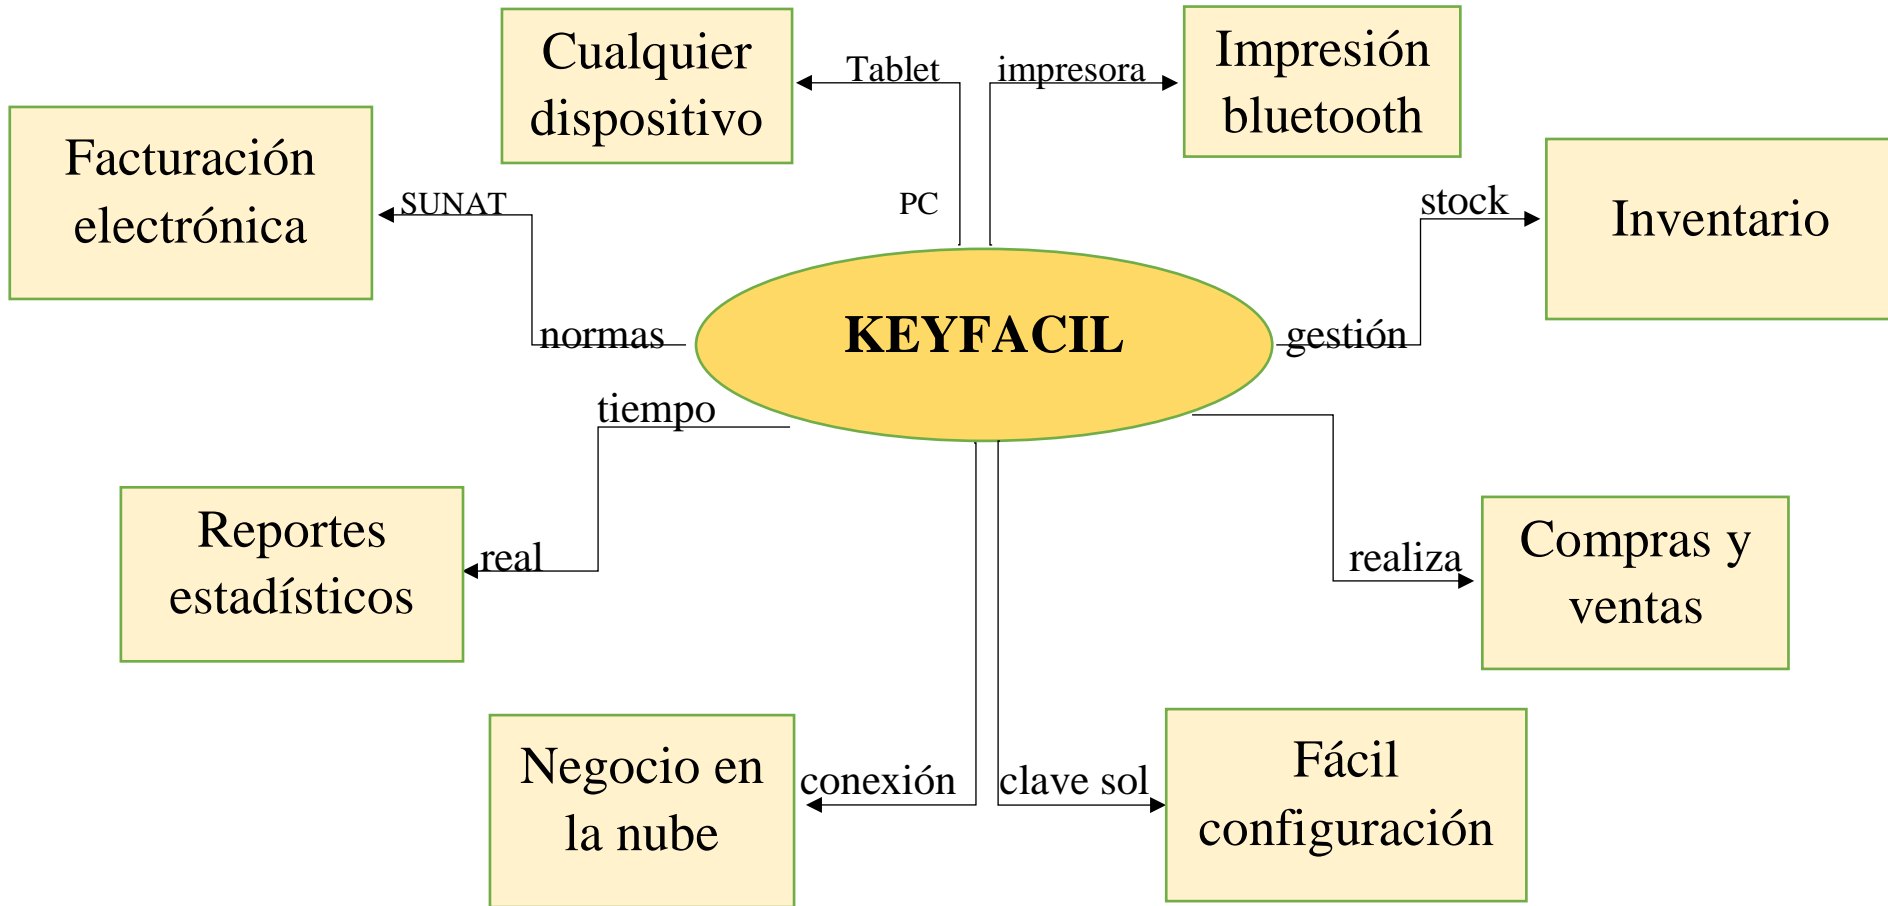 Cualquier
dispositivo
Tablet
impresora
Impresión
bluetooth
Facturación
electrónica
SUNAT
PC
stock
Inventario
normas
KEYFACIL
gestión
tiempo
Reportes
estadísticos
real
realiza
Compras y
ventas
Negocio en
la nube
conexión
clave sol
Fácil
configuración